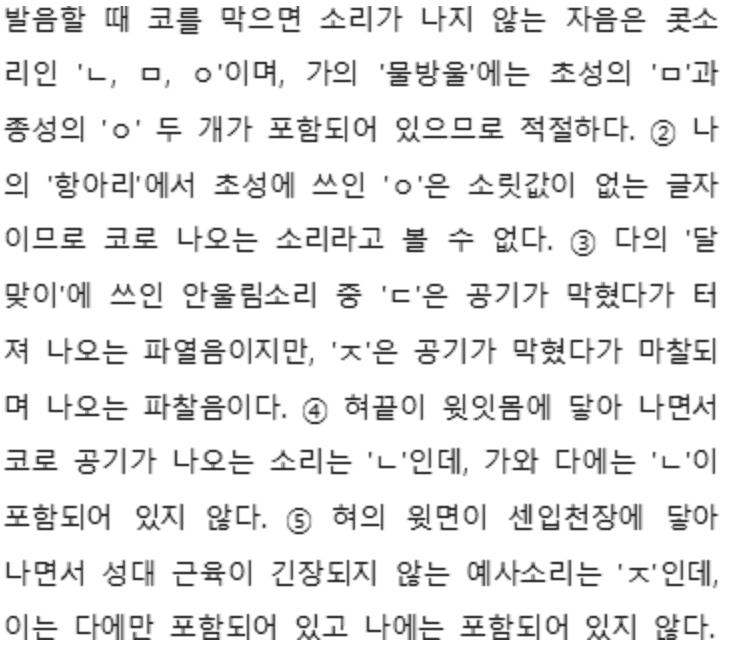 발음할 때 코를 막으면 소리가 나지 않는 자음은 콧소
리인 'ㄴ, ㅁ, ㅇ'이며, 가의 '물방울'에는 초성의 'ㅁ'과
종성의 'ㅇ' 두 개가 포함되어 있으므로 적절하다. ② 나
의 '항아리'에서 초성에 쓰인 'ㅇ'은 소릿값이 없는 글자
이므로 코로 나오는 소리라고 볼 수 없다. ③ 다의 '달
맞이'에 쓰인 안울림소리 중 'ㄷ'은 공기가 막혔다가 터
져 나오는 파열음이지만, 'ㅈ'은 공기가 막혔다가 마찰되
며 나오는 파찰음이다. ④ 혀끝이 윗잇몸에 닿아 나면서
코로 공기가 나오는 소리는 'ㄴ'인데, 가와 다에는 'ㄴ'이
포함되어 있지 않다. ⑤ 혀의 윗면이 센입천장에 닿아
나면서 성대 근육이 긴장되지 않는 예사소리는 'ㅈ'인데,
이는 다에만 포함되어 있고 나에는 포함되어 있지 않다.